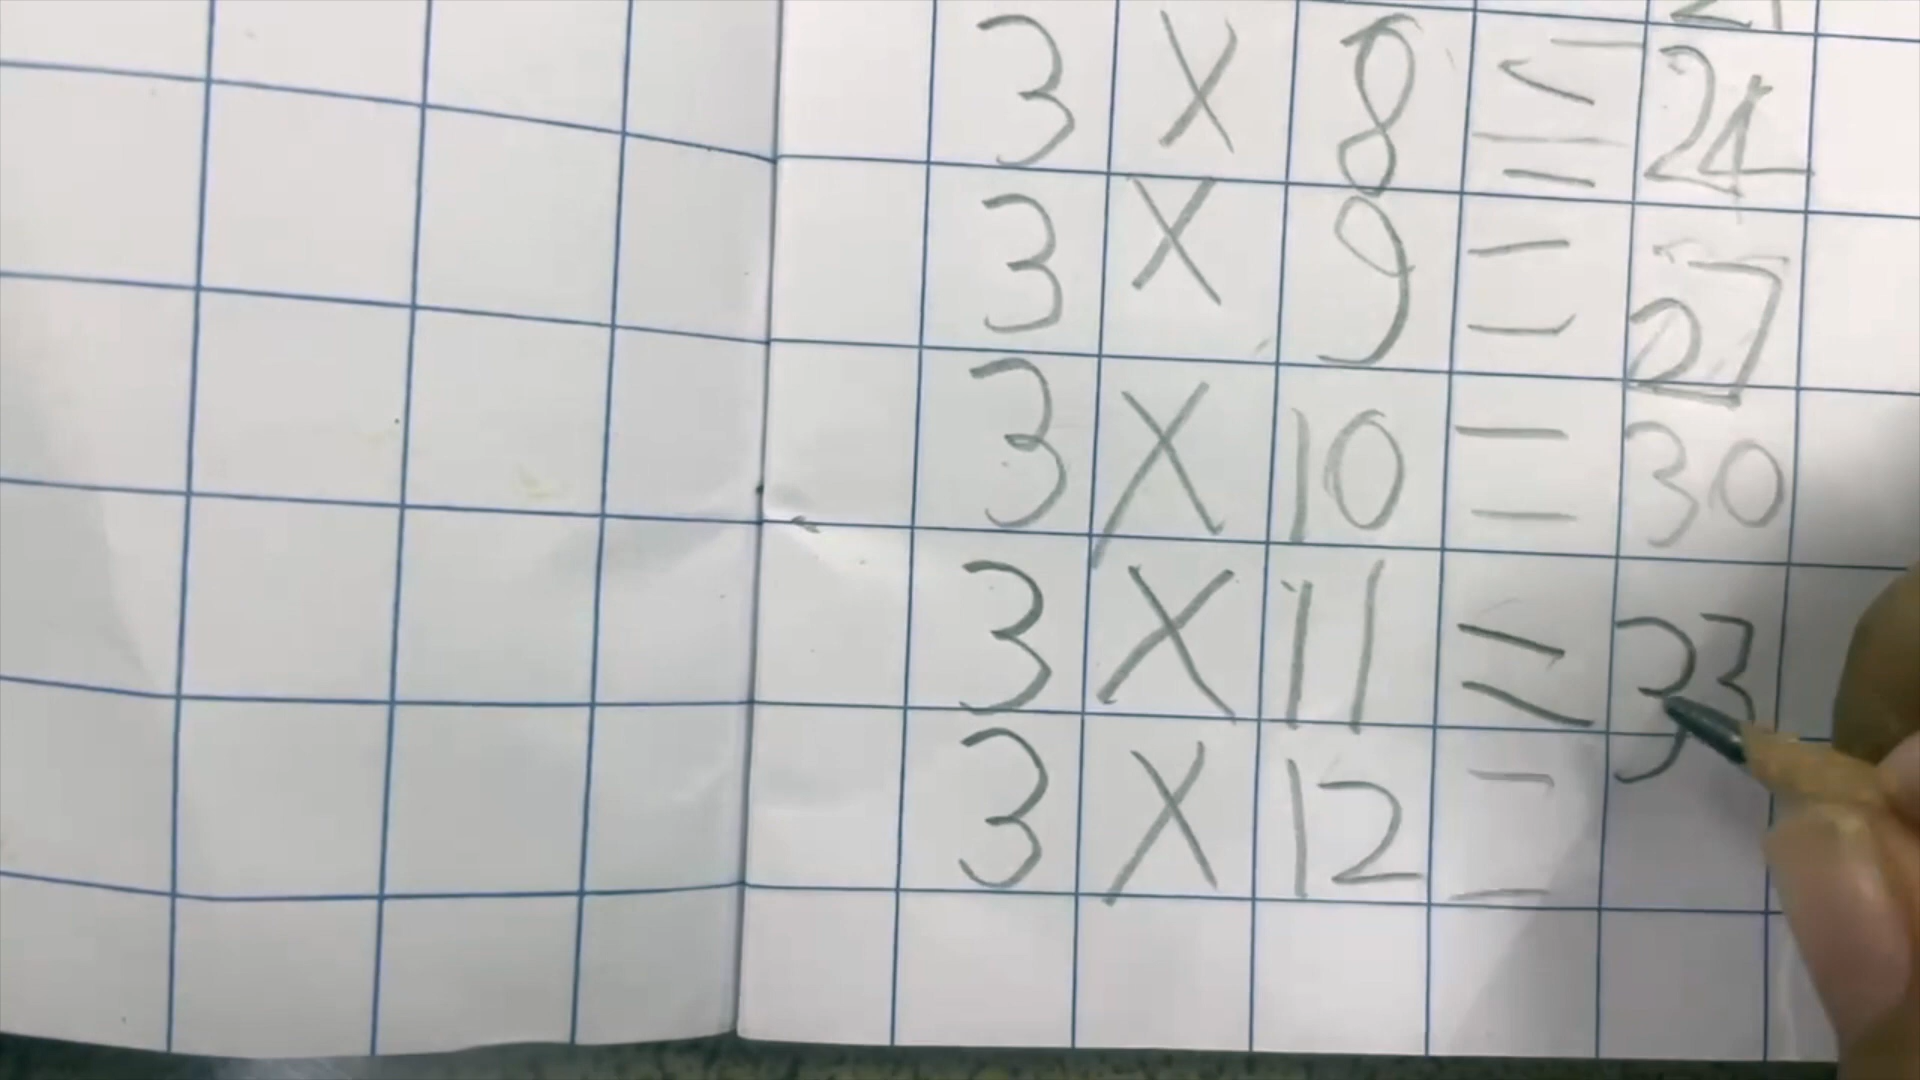 3 × 8 = 24
3 × 9 = 27
3 × 10 = 30
3 × 11 = 33
3 × 12 =